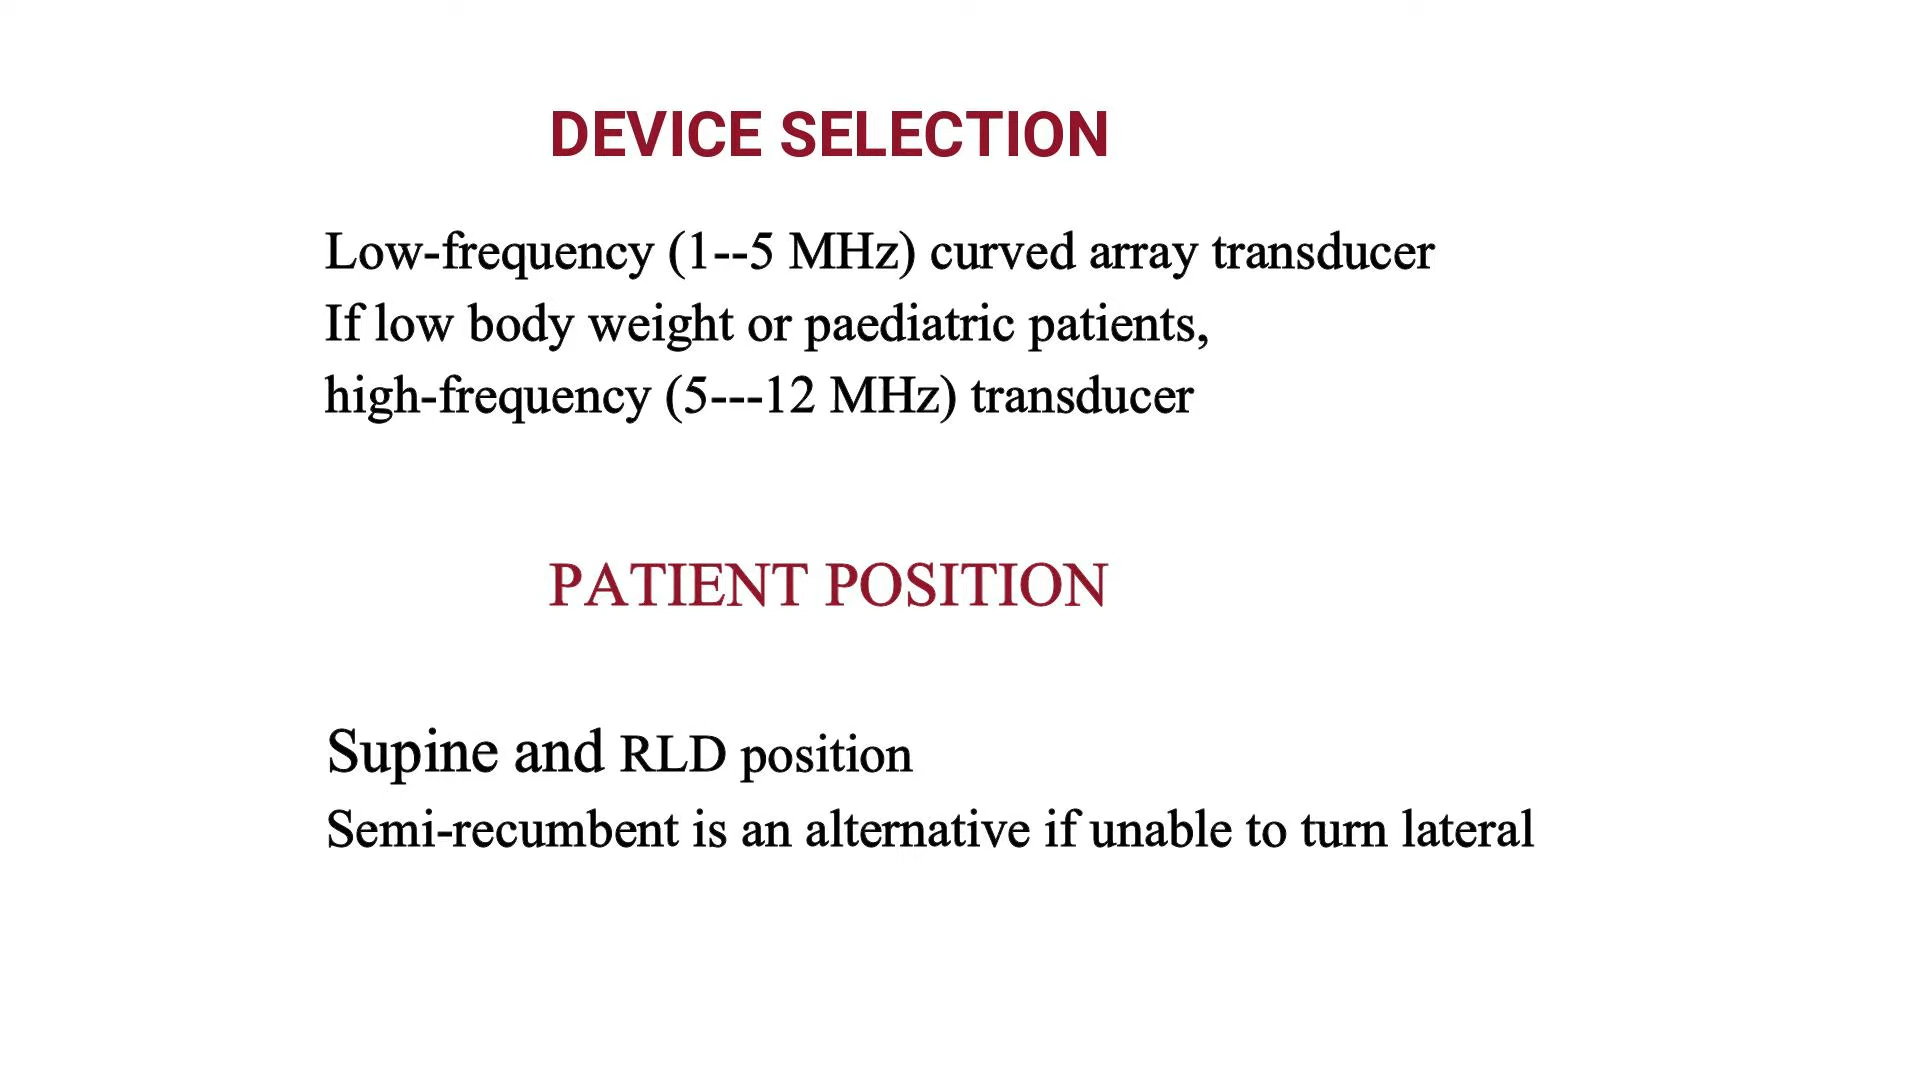 DEVICE SELECTION
Low-frequency (1--5 MHz) curved array transducer
If low body weight or paediatric patients,
high-frequency (5---12 MHz) transducer
PATIENT POSITION
Supine and RLD position
Semi-recumbent is an alternative if unable to turn lateral